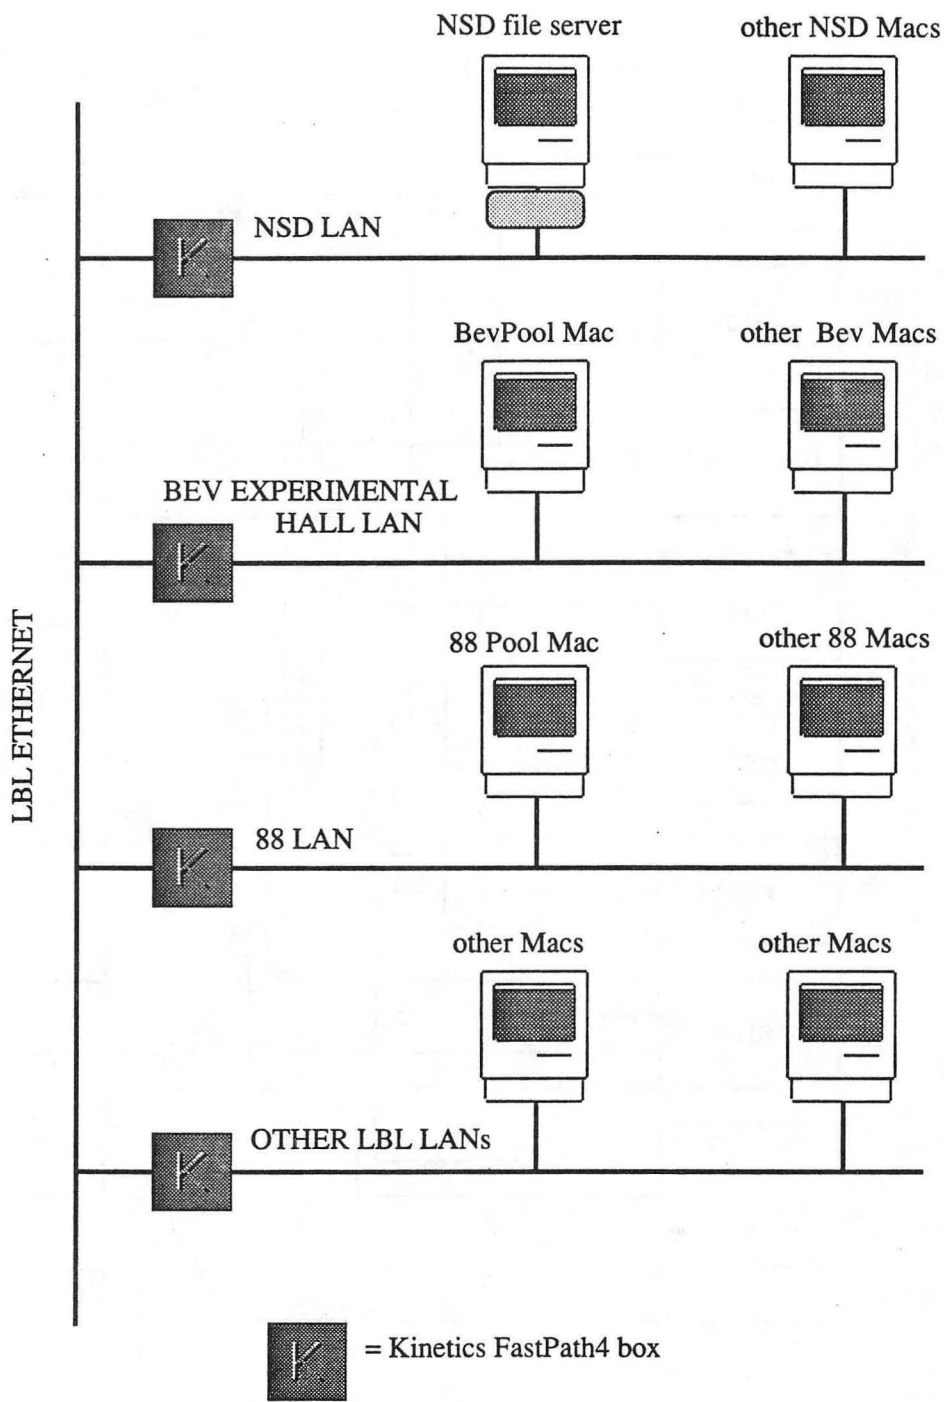 NSD file server
other NSD Macs
NSD LAN
BevPool Mac
other Bev Macs
BEV EXPERIMENTAL
HALL LAN
LBL ETHERNET
88 Pool Mac
other 88 Macs
88 LAN
other Macs
other Macs
OTHER LBL LANs
K
K
K
K
K
= Kinetics FastPath4 box